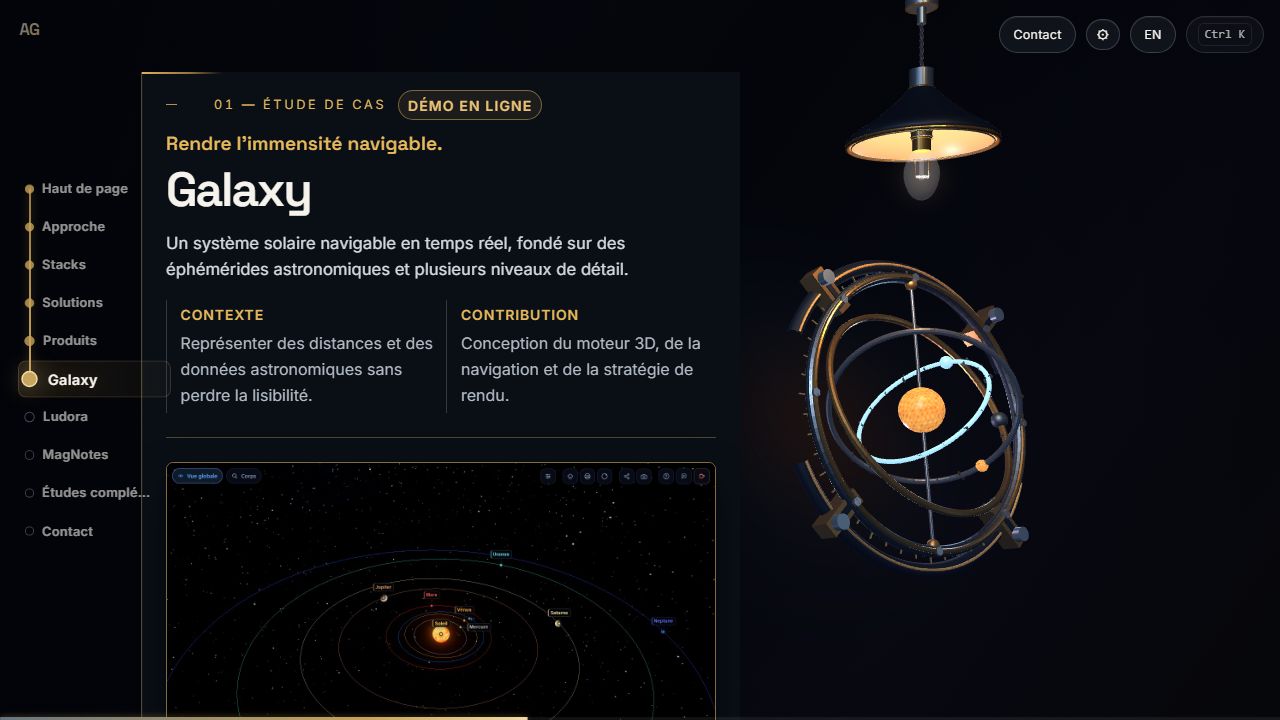 AG
Contact
EN
Ctrl K
Haut de page
Approche
Stacks
Solutions
Produits
Galaxy
Ludora
MagNotes
Études complé...
Contact
— 01 — ÉTUDE DE CAS
DÉMO EN LIGNE
Rendre l’immensité navigable.
Galaxy
Un système solaire navigable en temps réel, fondé sur des
éphémérides astronomiques et plusieurs niveaux de détail.
CONTEXTE
Représenter des distances et des
données astronomiques sans
perdre la lisibilité.
CONTRIBUTION
Conception du moteur 3D, de la
navigation et de la stratégie de
rendu.
Vue globale
Corps
Uranus
Jupiter
Mars
Vénus
Saturne
Soleil
Mercure
Neptune